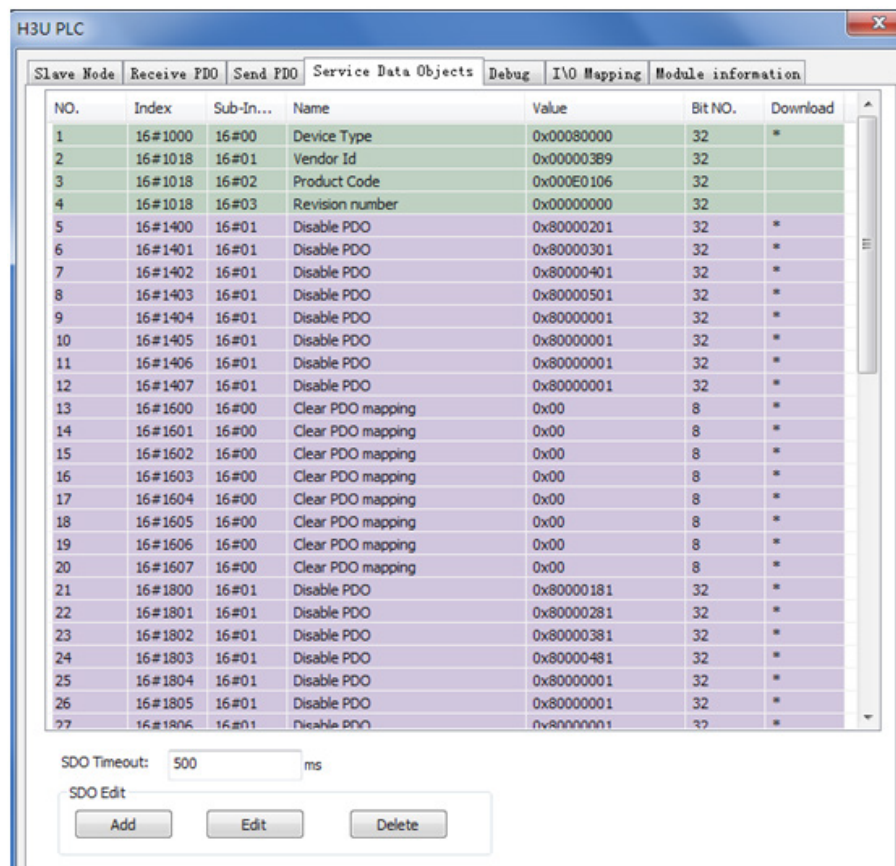 H3U PLC
Slave Node Receive PDO Send PDO Service Data Objects Debug I\O Mapping Module information
NO. Index Sub-In... Name Value Bit NO. Download
1 16#1000 16#00 Device Type 0x00080000 32 *
2 16#1018 16#01 Vendor Id 0x000003B9 32
3 16#1018 16#02 Product Code 0x000E0106 32
4 16#1018 16#03 Revision number 0x00000000 32
5 16#1400 16#01 Disable PDO 0x80000201 32 *
6 16#1401 16#01 Disable PDO 0x80000301 32 *
7 16#1402 16#01 Disable PDO 0x80000401 32 *
8 16#1403 16#01 Disable PDO 0x80000501 32 *
9 16#1404 16#01 Disable PDO 0x80000001 32 *
10 16#1405 16#01 Disable PDO 0x80000001 32 *
11 16#1406 16#01 Disable PDO 0x80000001 32 *
12 16#1407 16#01 Disable PDO 0x80000001 32 *
13 16#1600 16#00 Clear PDO mapping 0x00 8 *
14 16#1601 16#00 Clear PDO mapping 0x00 8 *
15 16#1602 16#00 Clear PDO mapping 0x00 8 *
16 16#1603 16#00 Clear PDO mapping 0x00 8 *
17 16#1604 16#00 Clear PDO mapping 0x00 8 *
18 16#1605 16#00 Clear PDO mapping 0x00 8 *
19 16#1606 16#00 Clear PDO mapping 0x00 8 *
20 16#1607 16#00 Clear PDO mapping 0x00 8 *
21 16#1800 16#01 Disable PDO 0x80000181 32 *
22 16#1801 16#01 Disable PDO 0x80000281 32 *
23 16#1802 16#01 Disable PDO 0x80000381 32 *
24 16#1803 16#01 Disable PDO 0x80000481 32 *
25 16#1804 16#01 Disable PDO 0x80000001 32 *
26 16#1805 16#01 Disable PDO 0x80000001 32 *
27 16#1806 16#01 Disable PDO 0x80000001 32 *
SDO Timeout: 500 ms
SDO Edit
Add Edit Delete